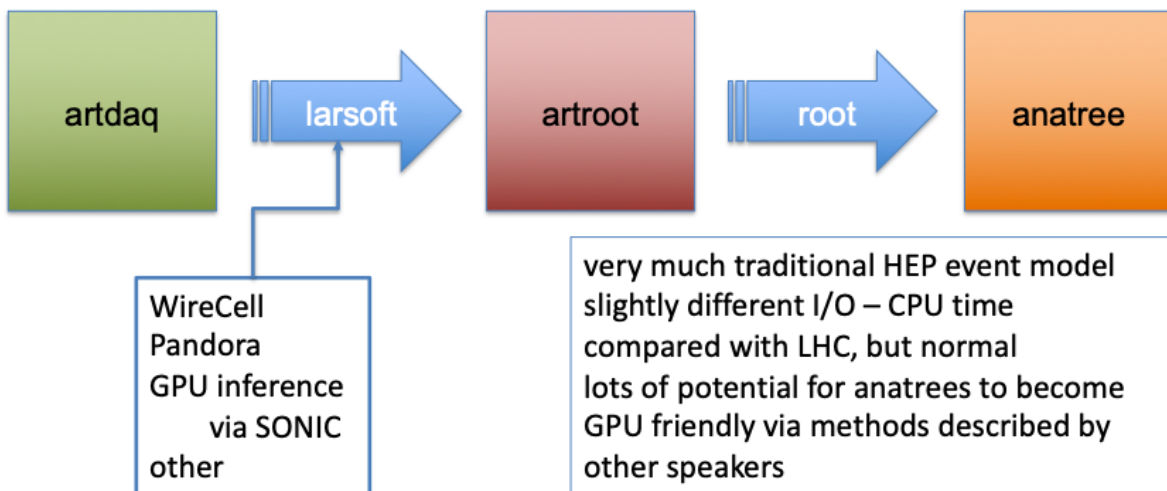 artdaq
larsoft
artroot
root
anatree
WireCell
Pandora
GPU inference
via SONIC
other
very much traditional HEP event model
slightly different I/O – CPU time
compared with LHC, but normal
lots of potential for anatrees to become
GPU friendly via methods described by
other speakers